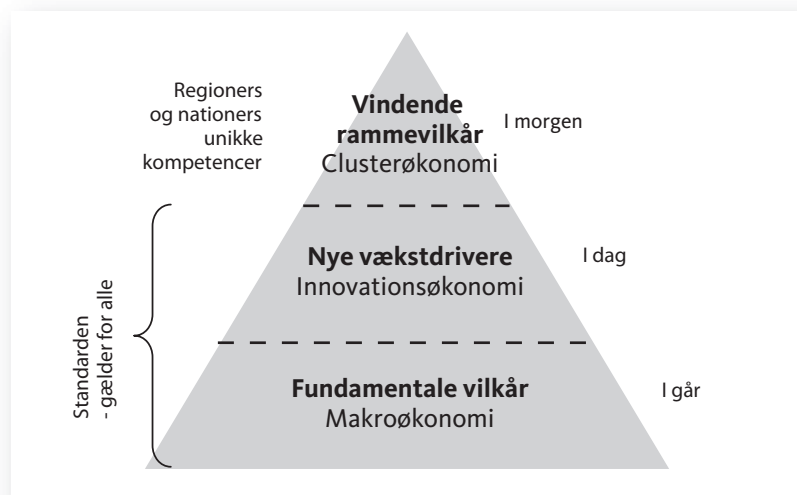 Regioners
og nationers
unikke
kompetencer
Vindende
rammevilkår
Clusterøkonomi
I morgen
Nye vækstdrivere
Innovationsøkonomi
I dag
Standarden
- gælder for alle
Fundamentale vilkår
Makroøkonomi
I går